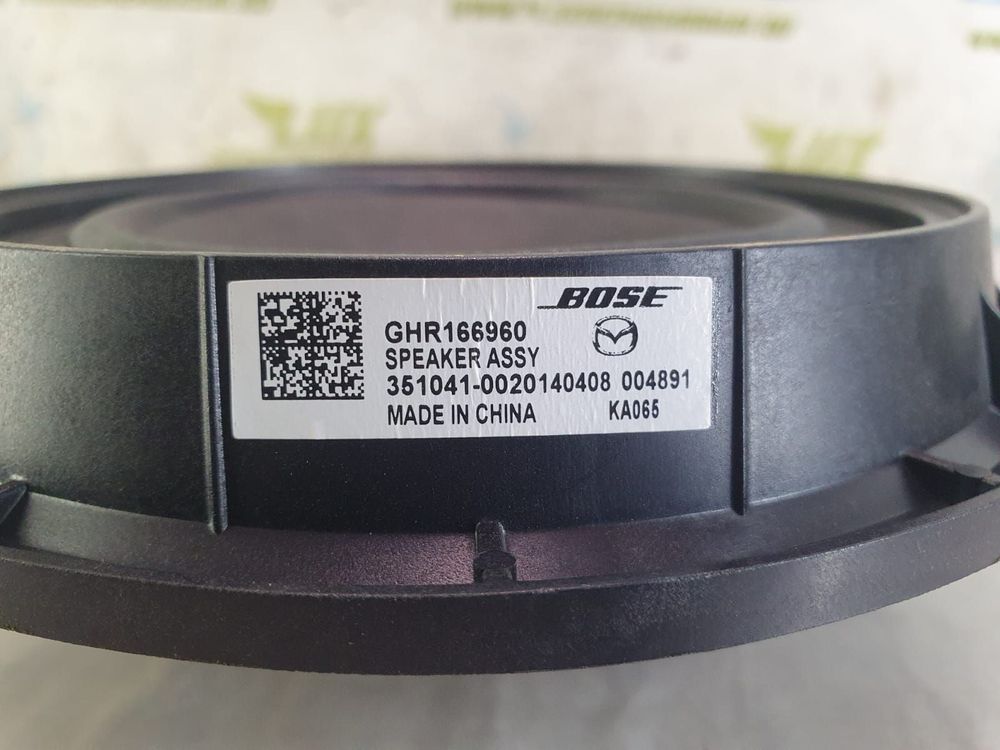 BOSE
GHR166960
SPEAKER ASSY
351041-0020140408 004891
MADE IN CHINA KA065